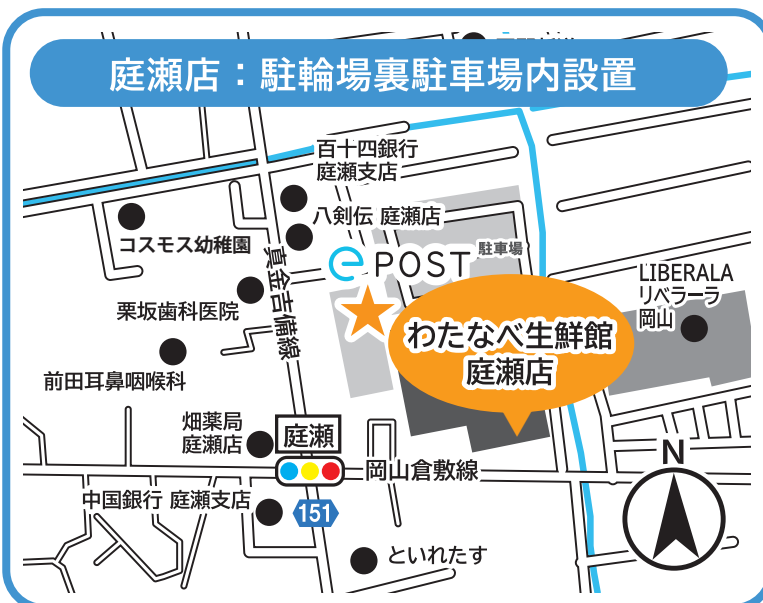 庭瀬店：駐輪場裏駐車場内設置
百十四銀行
庭瀬支店
八剣伝 庭瀬店
コスモス幼稚園
真金吉備線
e POST
駐車場
栗坂歯科医院
LIBERALA
リベラーラ
岡山
わたなべ生鮮館
庭瀬店
前田耳鼻咽喉科
畑薬局
庭瀬店
庭瀬
岡山倉敷線
N
中国銀行 庭瀬支店
151
といれたす